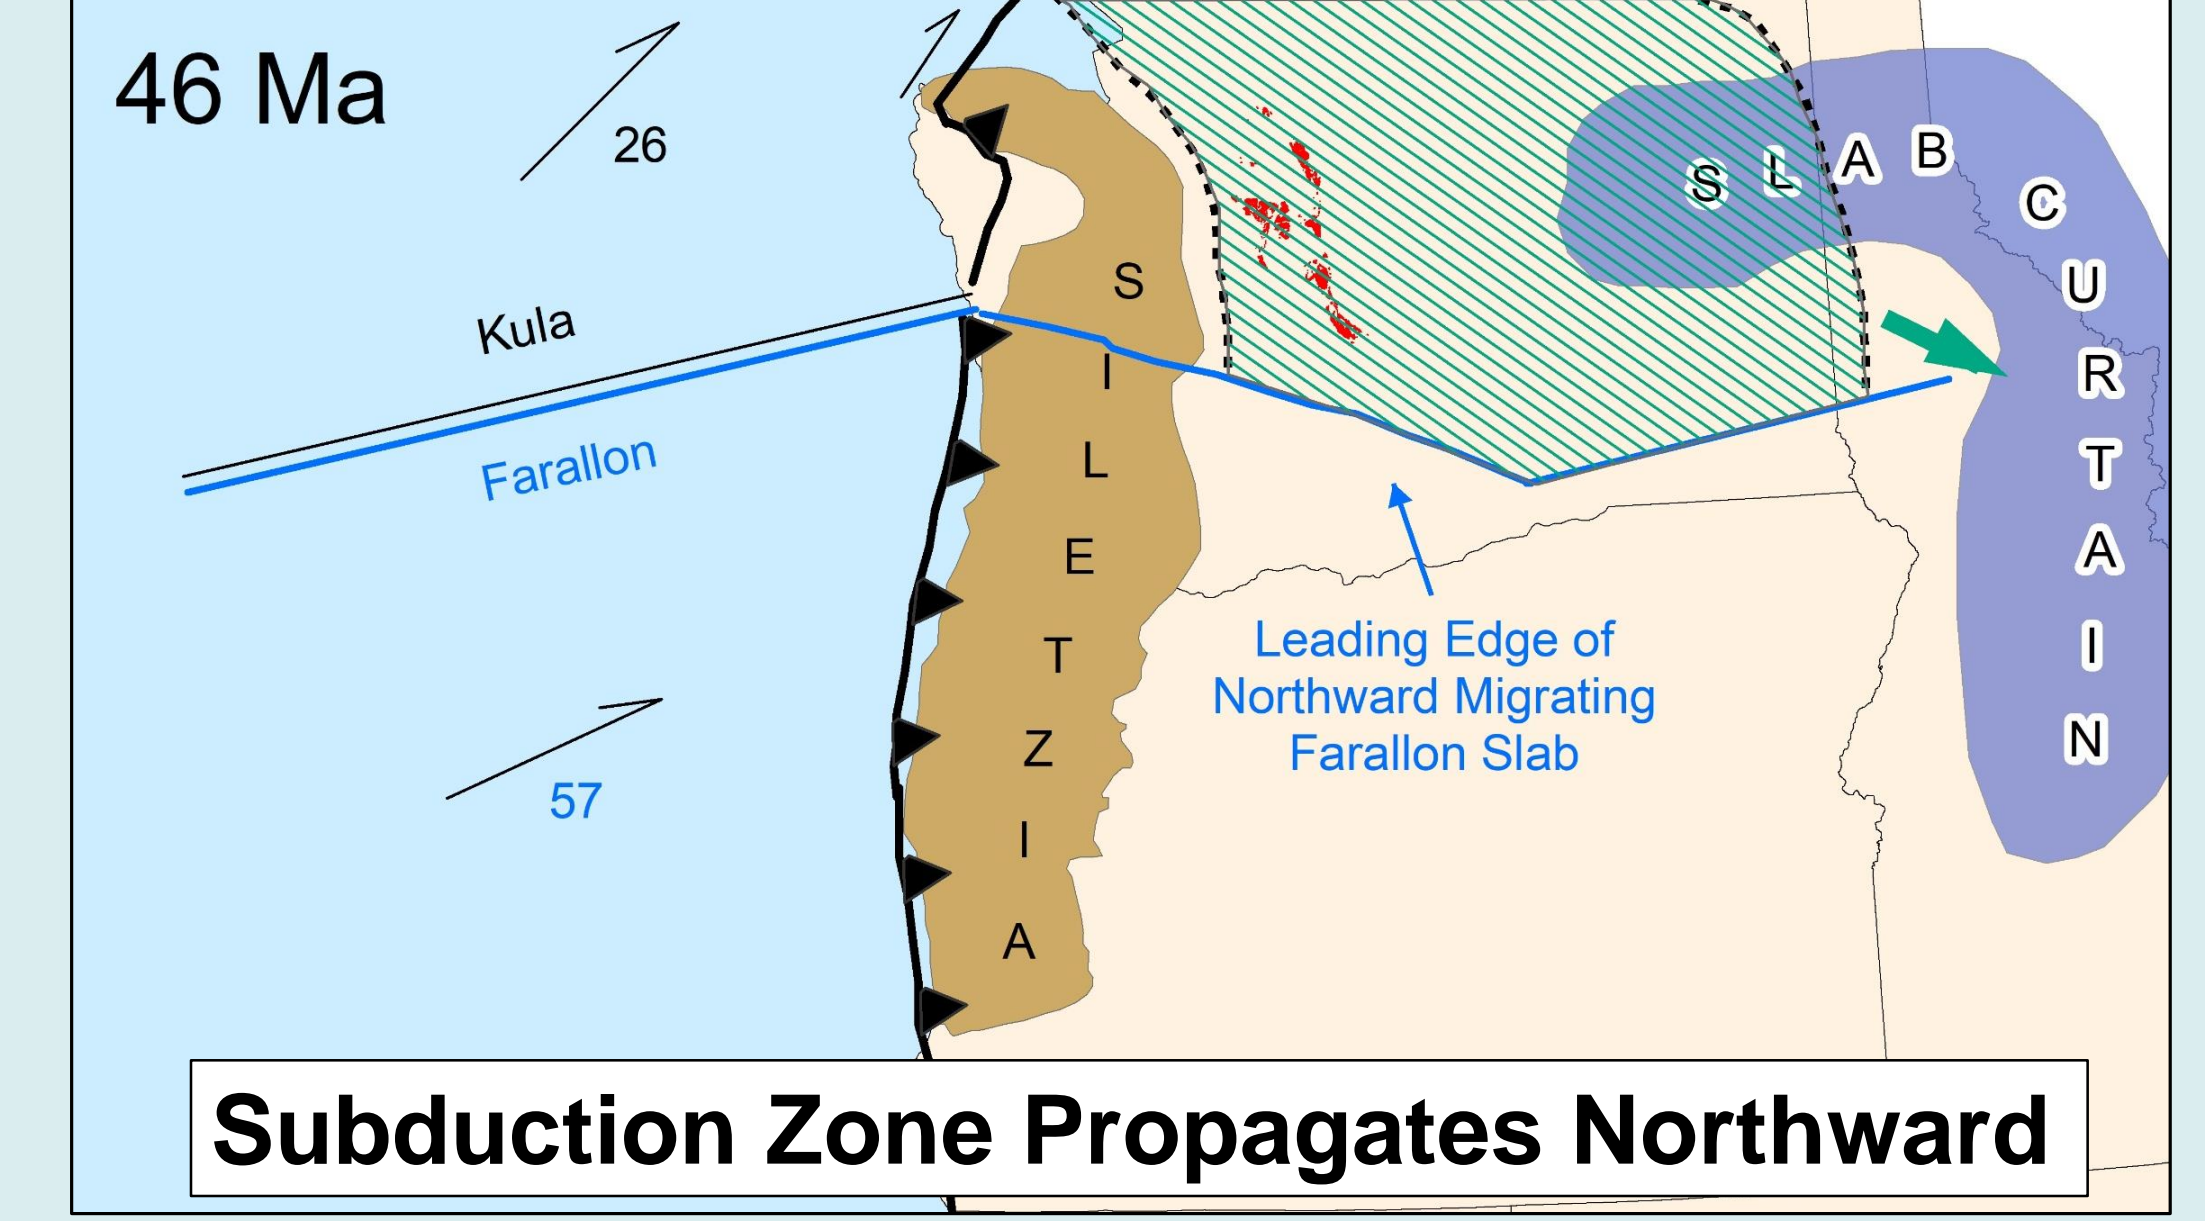 46 Ma
26
Kula
Farallon
57
SILETZIA
SLAB CURTAIN
Leading Edge of
Northward Migrating
Farallon Slab
Subduction Zone Propagates Northward